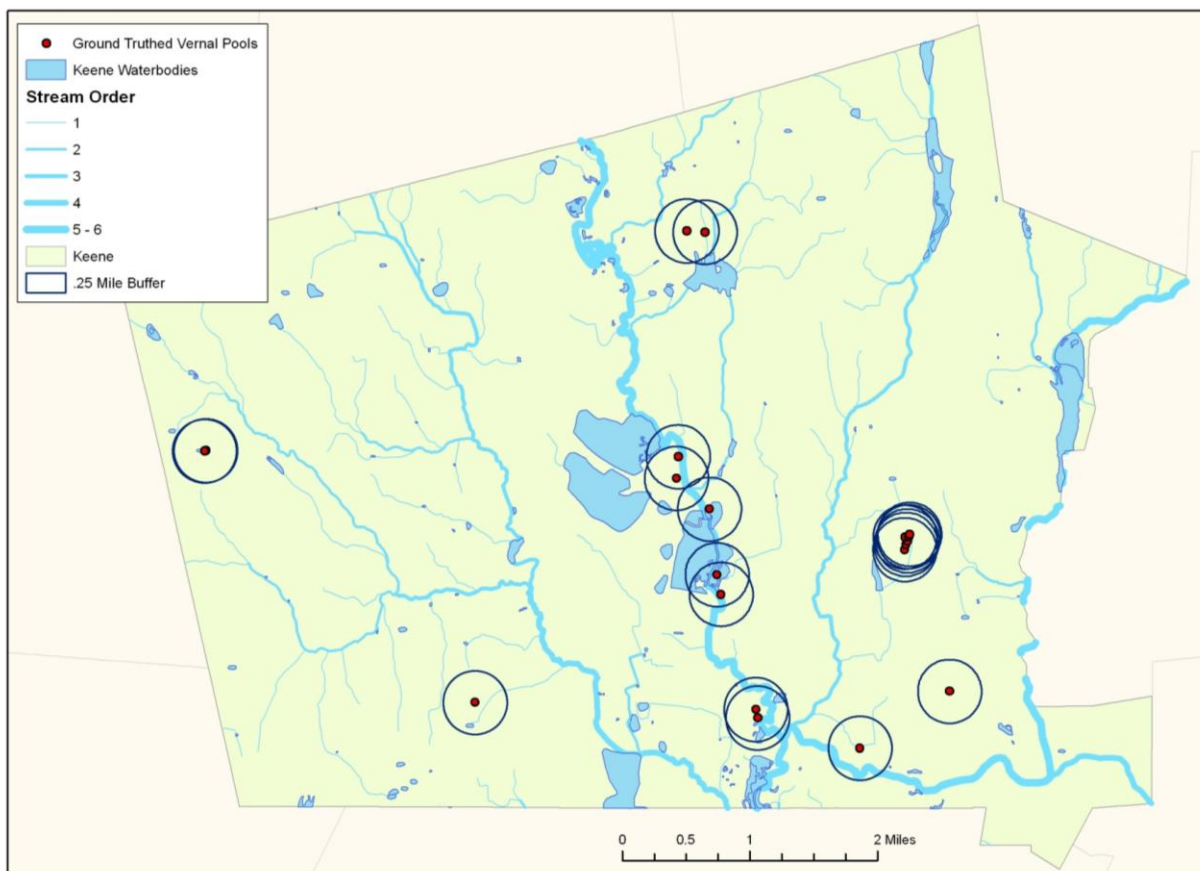 Ground Truthed Vernal Pools
Keene Waterbodies
Stream Order
1
2
3
4
5 - 6
Keene
.25 Mile Buffer
0 0.5 1 2 Miles